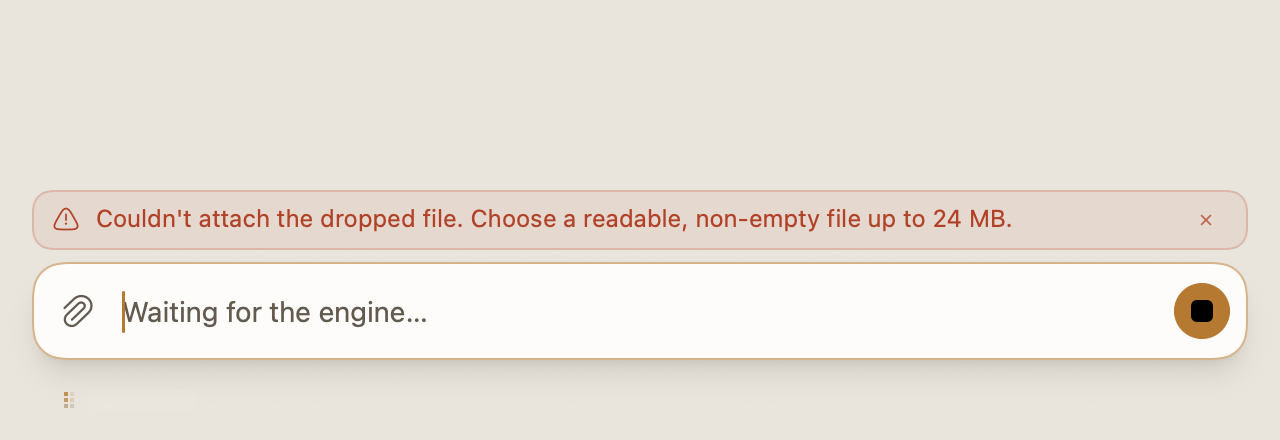 Couldn't attach the dropped file. Choose a readable, non-empty file up to 24 MB.
Waiting for the engine...